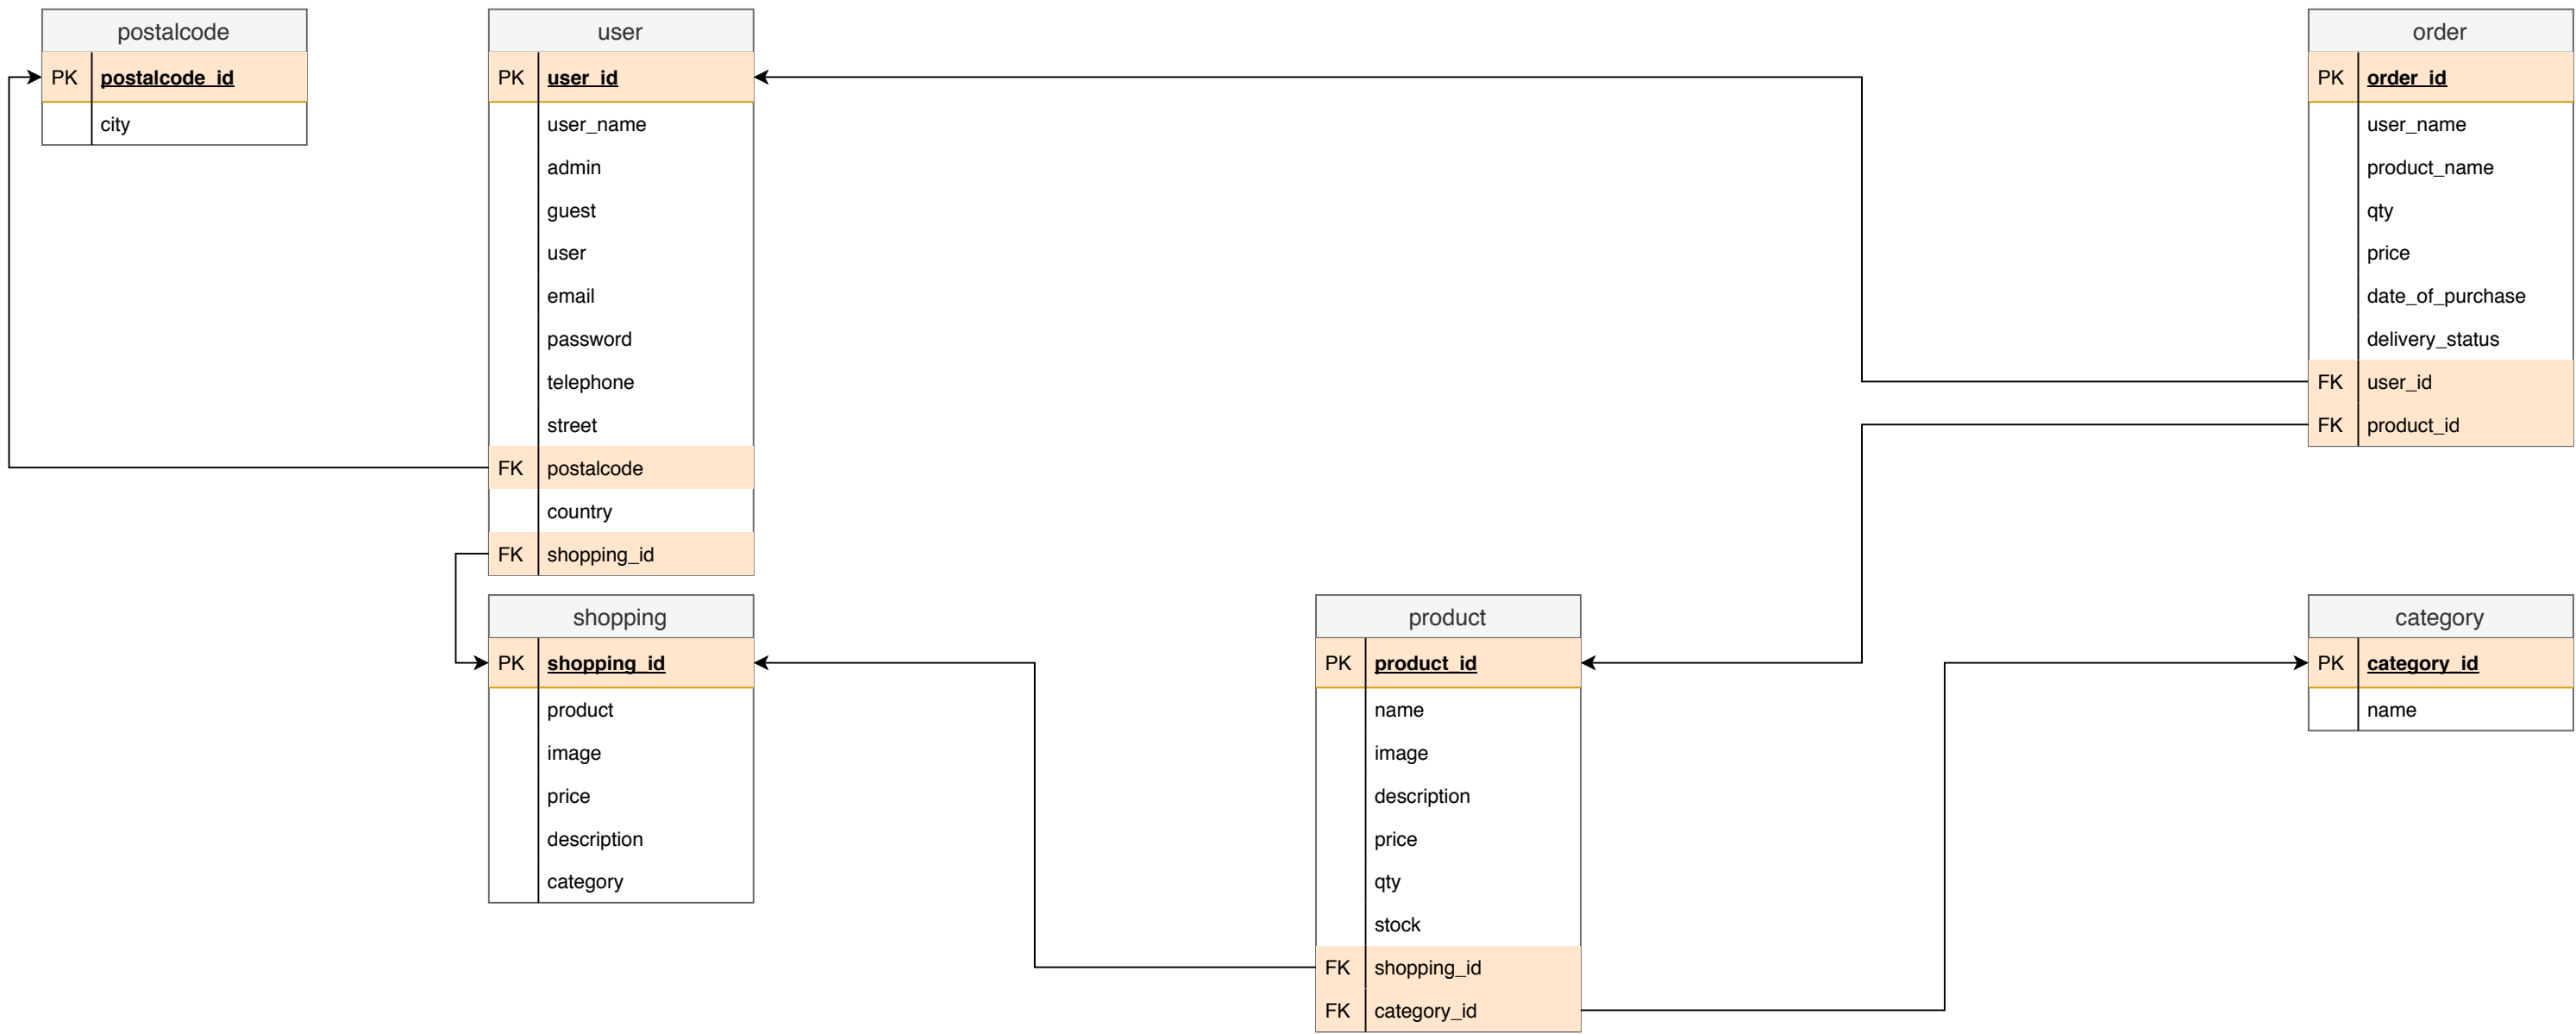 postalcode
PK postalcode_id
city
user
PK user_id
user_name
admin
guest
user
email
password
telephone
street
FK postalcode
country
FK shopping_id
order
PK order_id
user_name
product_name
qty
price
date_of_purchase
delivery_status
FK user_id
FK product_id
shopping
PK shopping_id
product
image
price
description
category
product
PK product_id
name
image
description
price
qty
stock
FK shopping_id
FK category_id
category
PK category_id
name